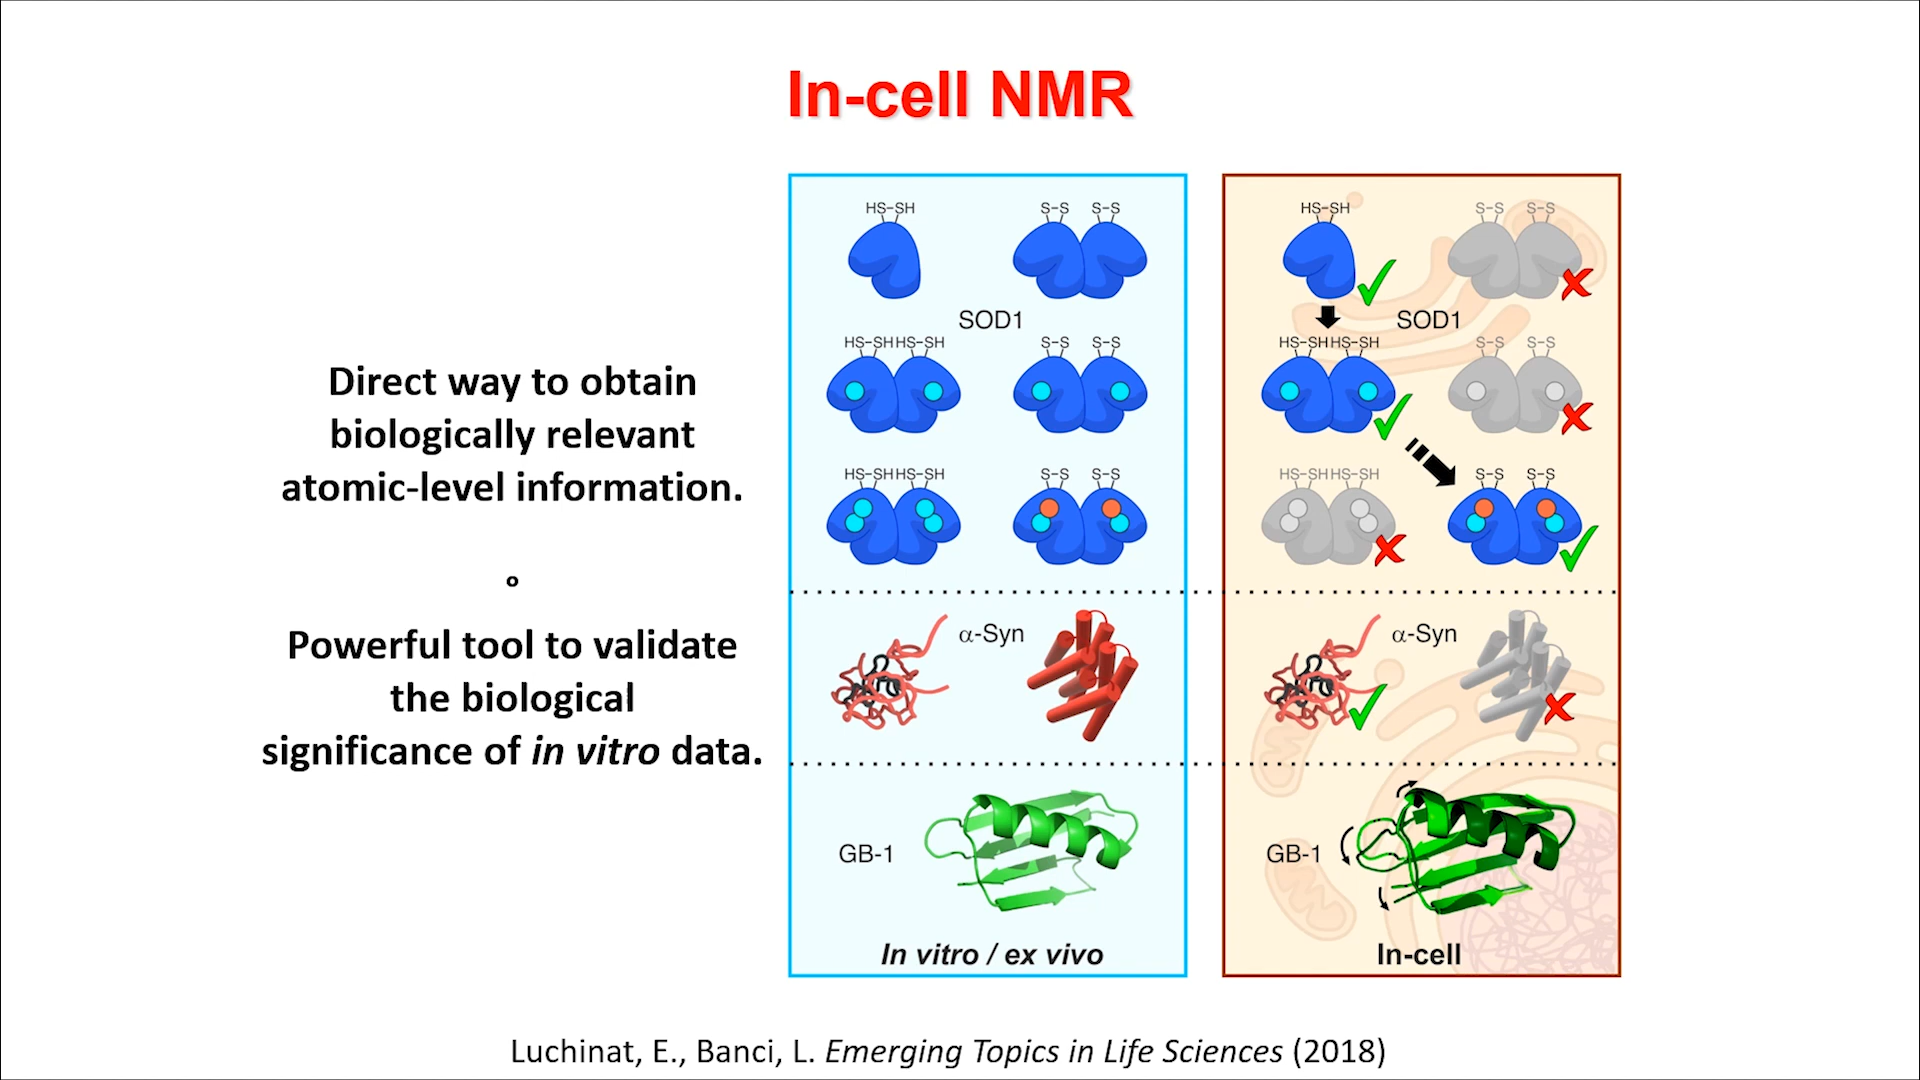 In-cell NMR
Direct way to obtain
biologically relevant
atomic-level information.
Powerful tool to validate
the biological
significance of in vitro data.
HS-SH
S-S S-S
SOD1
HS-SH HS-SH
S-S S-S
HS-SH HS-SH
S-S S-S
α-Syn
GB-1
In vitro / ex vivo
HS-SH
S-S S-S
SOD1
HS-SH HS-SH
S-S S-S
HS-SH HS-SH
S-S S-S
α-Syn
GB-1
In-cell
Luchinat, E., Banci, L. Emerging Topics in Life Sciences (2018)